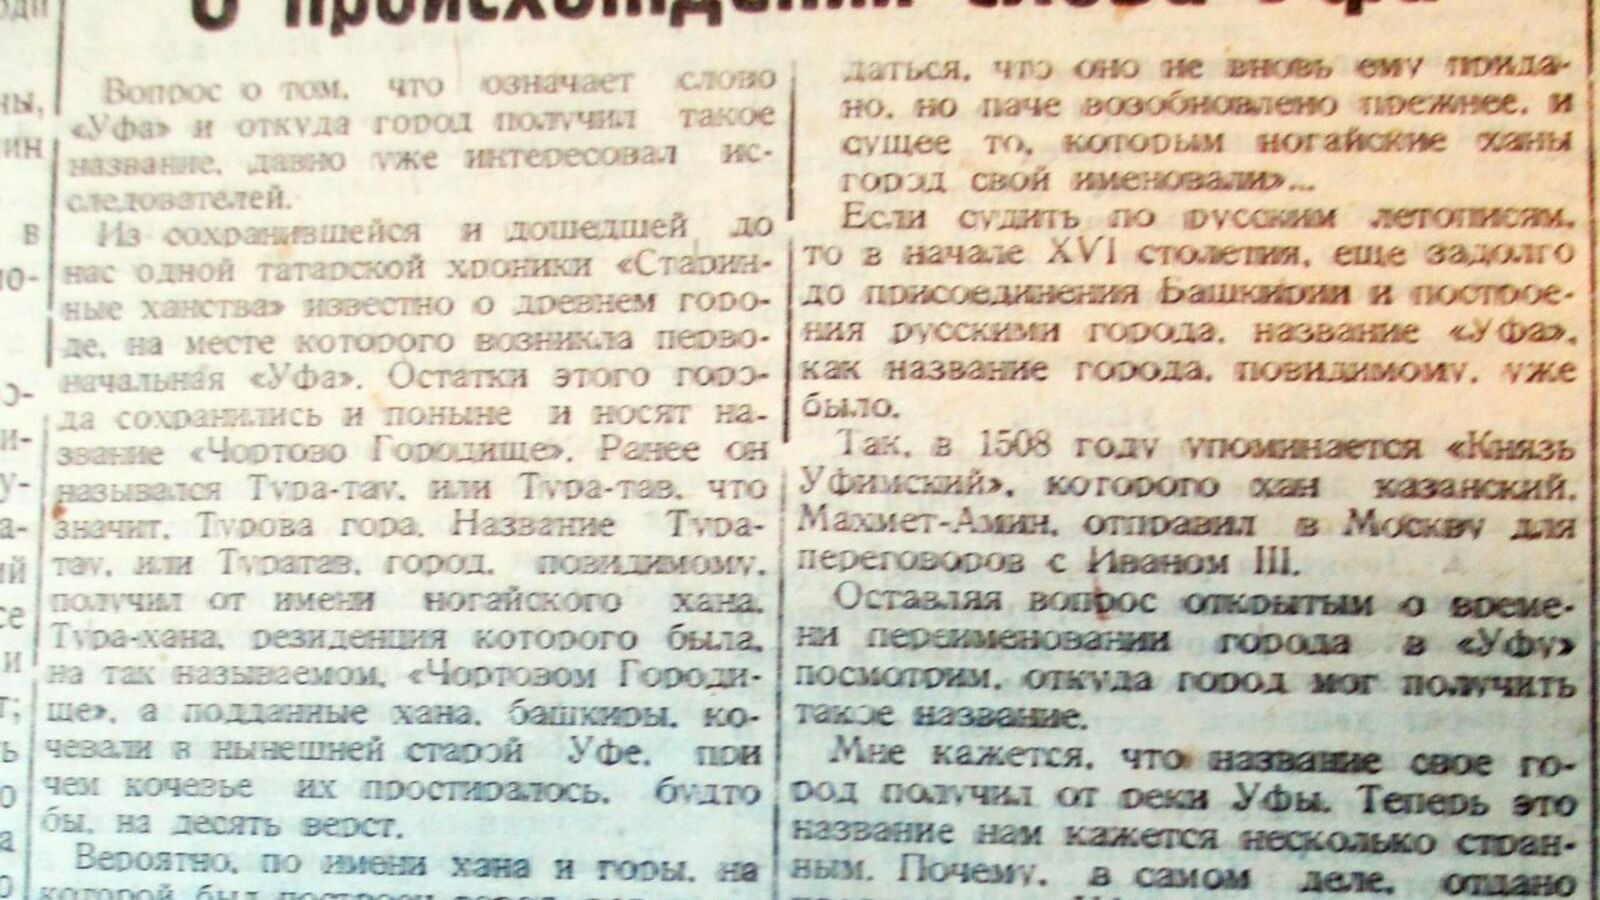 О происхождении слова Уфа
Вопрос о том, что означает слово
«Уфа» и откуда город получил такое
название, давно уже интересовал ис-
следователей.
Из сохранившейся и дошедшей до
нас одной татарской хроники «Старин-
ные ханства» известно о древнем горо-
де, на месте которого возникла перво-
начальная «Уфа». Остатки этого горо-
да сохранились и поныне и носят на-
звание «Чортово Городище». Ранее он
назывался Тура-тау, или Тура-тав, что
значит, Турова гора. Название Тура-
тау, или Туратав, город, повидимому,
получил от имени ногайского хана,
Тура-хана, резиденция которого была,
на так называемом, «Чортовом Городи-
ще», а подданные хана, башкиры, ко-
чевали в нынешней старой Уфе, при
чем кочевье их простиралось, будто
бы, на десять верст.
Вероятно, по имени хана и горы, на
которой был построен город
даться, что оно не вновь ему прида-
но, но паче возобновлено прежнее, и
сущее то, которым ногайские ханы
город свой именовали»...
Если судить по русским летописям,
то в начале XVI столетия, еще задолго
до присоединения Башкирии и построе-
ния русскими города, название «Уфа»,
как название города, повидимому, уже
было.
Так, в 1508 году упоминается «Князь
Уфимский», которого хан казанский,
Махмет-Амин, отправил в Москву для
переговоров с Иваном III.
Оставляя вопрос открытым о време-
ни переименовании города в «Уфу»
посмотрим, откуда город мог получить
такое название.
Мне кажется, что название свое го-
род получил от реки Уфы. Теперь это
название нам кажется несколько стран-
ным. Почему, в самом деле, отдано